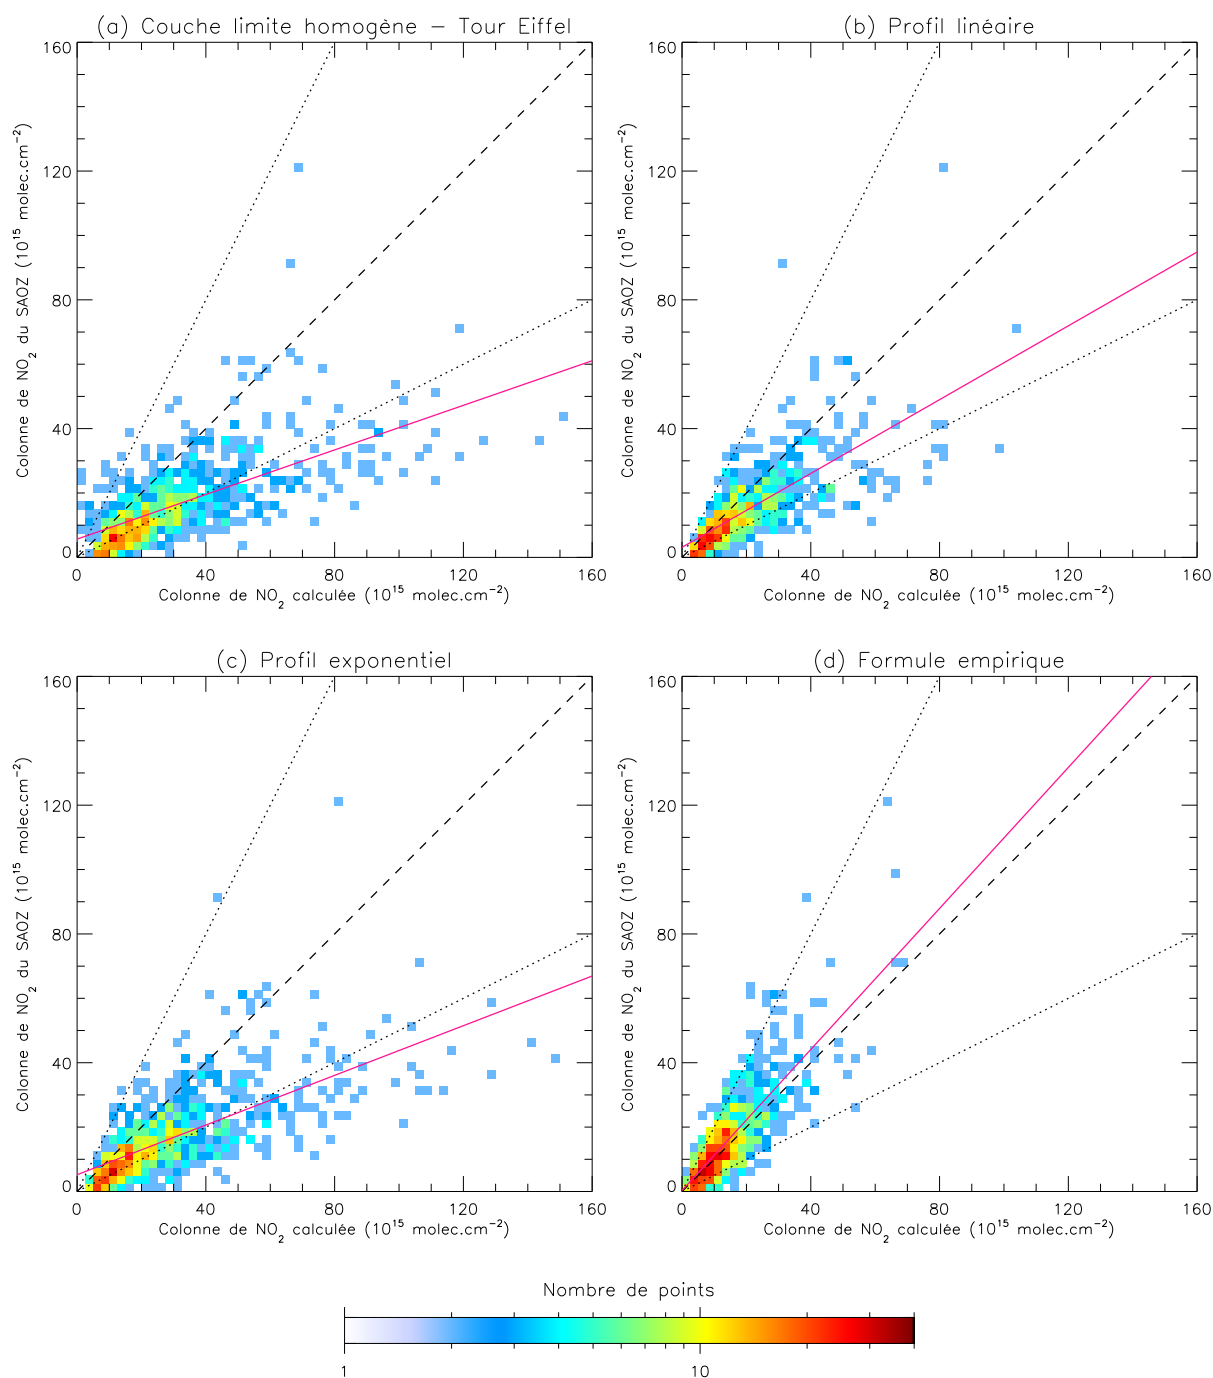 (a) Couche limite homogène – Tour Eiffel
160
120
80
40
0
Colonne de NO2 du SAOZ (10^15 molec.cm^−2)
0 40 80 120 160
Colonne de NO2 calculée (10^15 molec.cm^−2)
(b) Profil linéaire
160
120
80
40
0
Colonne de NO2 du SAOZ (10^15 molec.cm^−2)
0 40 80 120 160
Colonne de NO2 calculée (10^15 molec.cm^−2)
(c) Profil exponentiel
160
120
80
40
0
Colonne de NO2 du SAOZ (10^15 molec.cm^−2)
0 40 80 120 160
Colonne de NO2 calculée (10^15 molec.cm^−2)
(d) Formule empirique
160
120
80
40
0
Colonne de NO2 du SAOZ (10^15 molec.cm^−2)
0 40 80 120 160
Colonne de NO2 calculée (10^15 molec.cm^−2)
Nombre de points
1 10